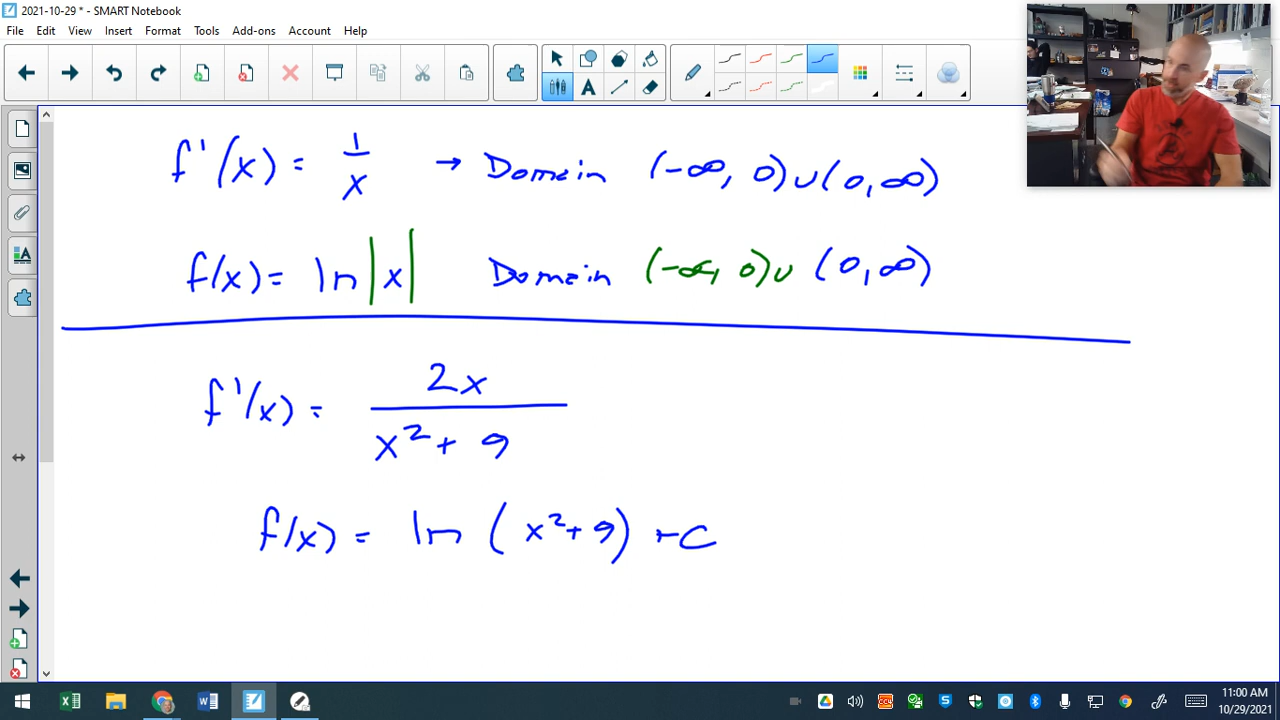 2021-10-29 * - SMART Notebook
File Edit View Insert Format Tools Add-ons Account Help
f'(x) = 1/x → Domain (-∞, 0) ∪ (0, ∞)
f(x) = ln|x| Domain (-∞, 0) ∪ (0, ∞)
f'(x) = 2x/(x²+9)
f(x) = ln (x²+9) + C
11:00 AM
10/29/2021